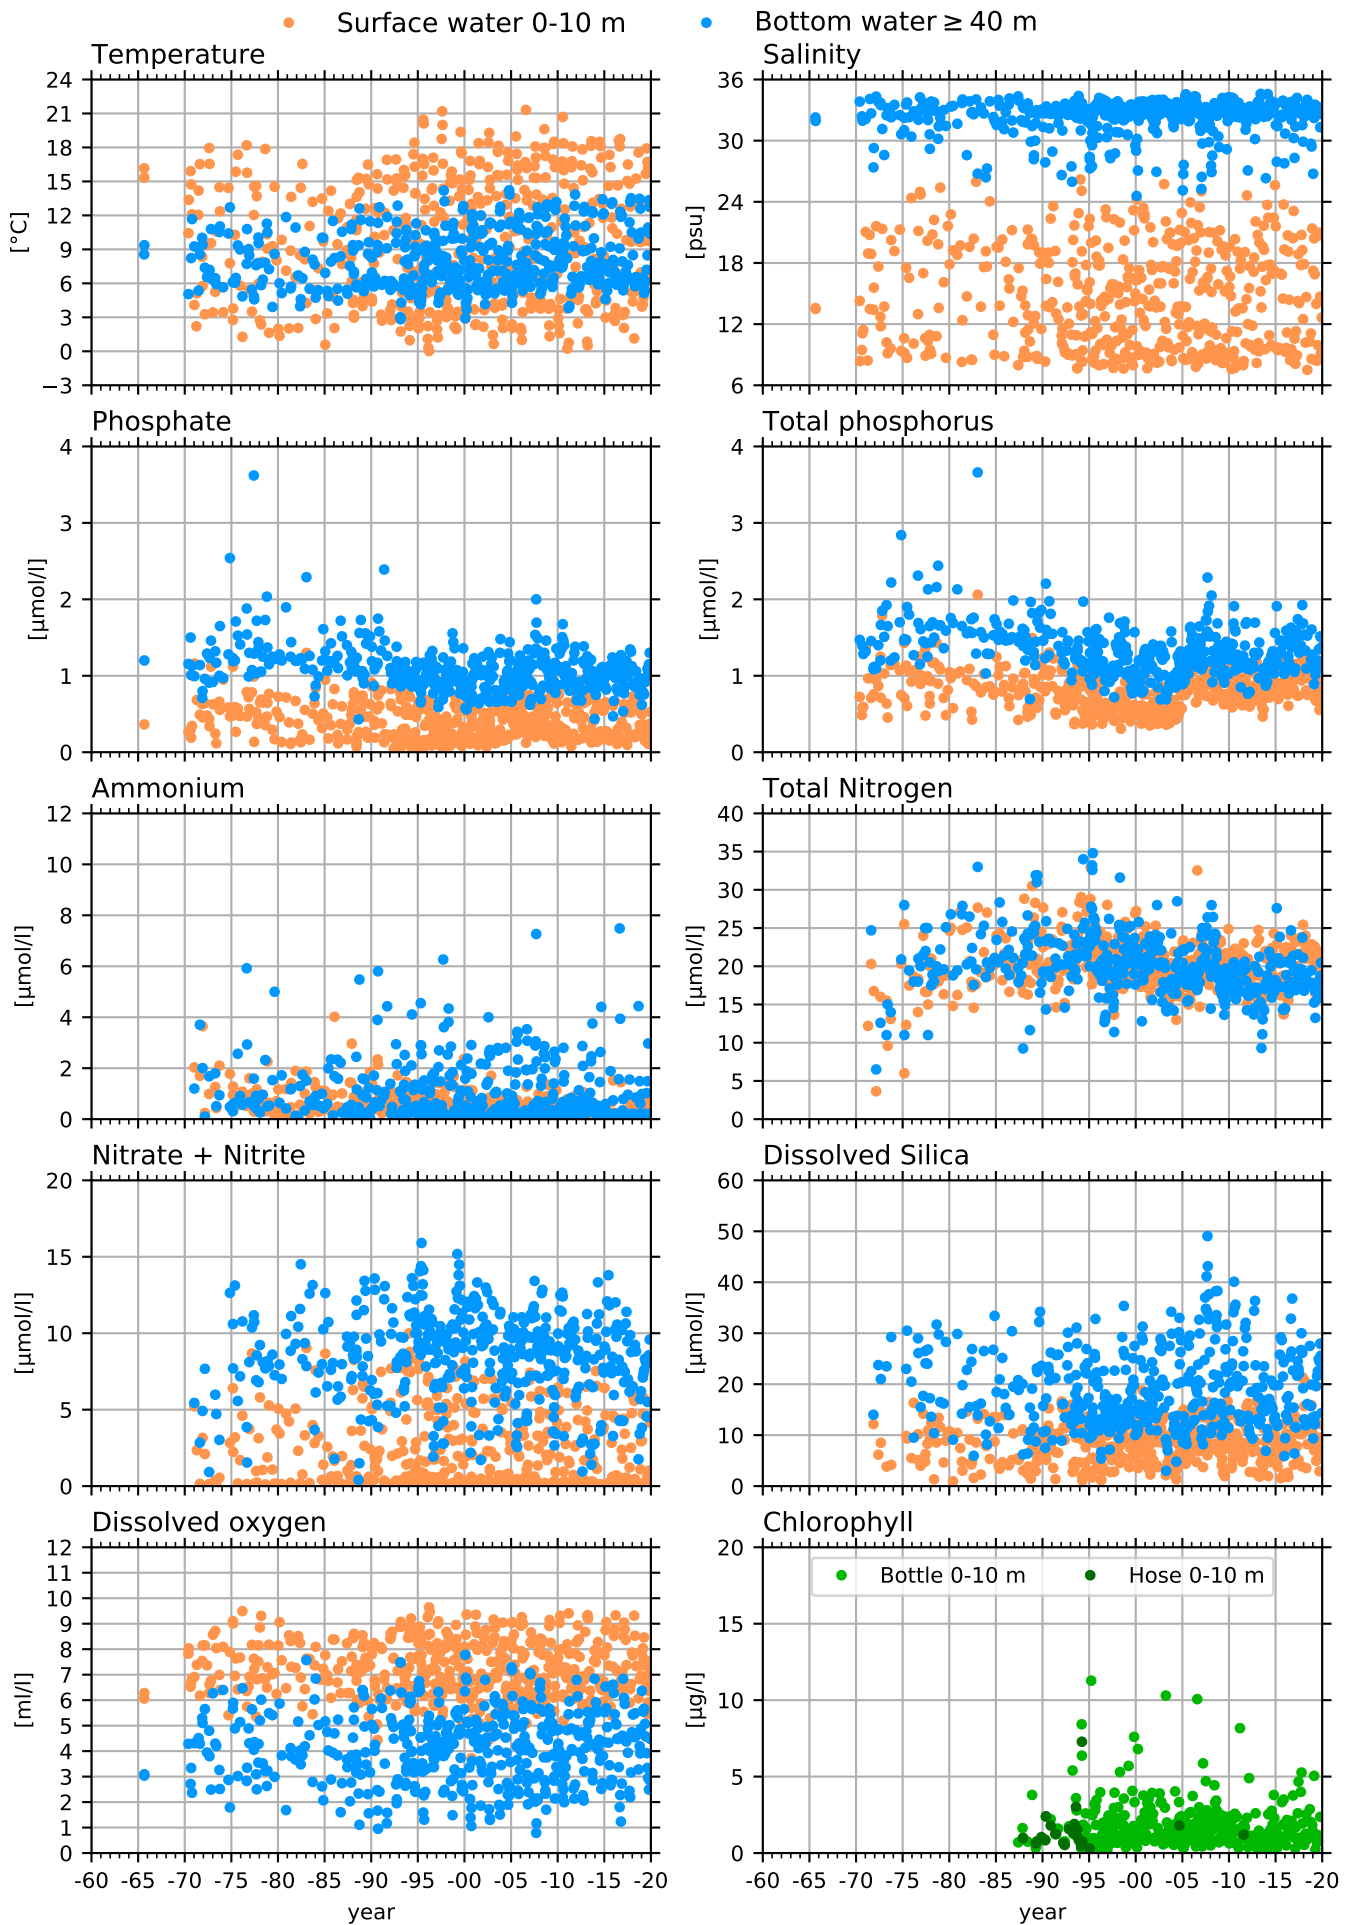 Surface water 0-10 m Bottom water ≥ 40 m
Temperature Salinity
24 21 18 15 12 9 6 3 0 −3
[°C]
36 30 24 18 12 6
[psu]
Phosphate Total phosphorus
4 3 2 1 0
[µmol/l]
4 3 2 1 0
[µmol/l]
Ammonium Total Nitrogen
12 10 8 6 4 2 0
[µmol/l]
40 35 30 25 20 15 10 5 0
[µmol/l]
Nitrate + Nitrite Dissolved Silica
20 15 10 5 0
[µmol/l]
60 50 40 30 20 10 0
[µmol/l]
Dissolved oxygen Chlorophyll
12 11 10 9 8 7 6 5 4 3 2 1 0
[ml/l]
20 15 10 5 0
[µg/l]
Bottle 0-10 m Hose 0-10 m
-60 -65 -70 -75 -80 -85 -90 -95 -00 -05 -10 -15 -20
-60 -65 -70 -75 -80 -85 -90 -95 -00 -05 -10 -15 -20
year year